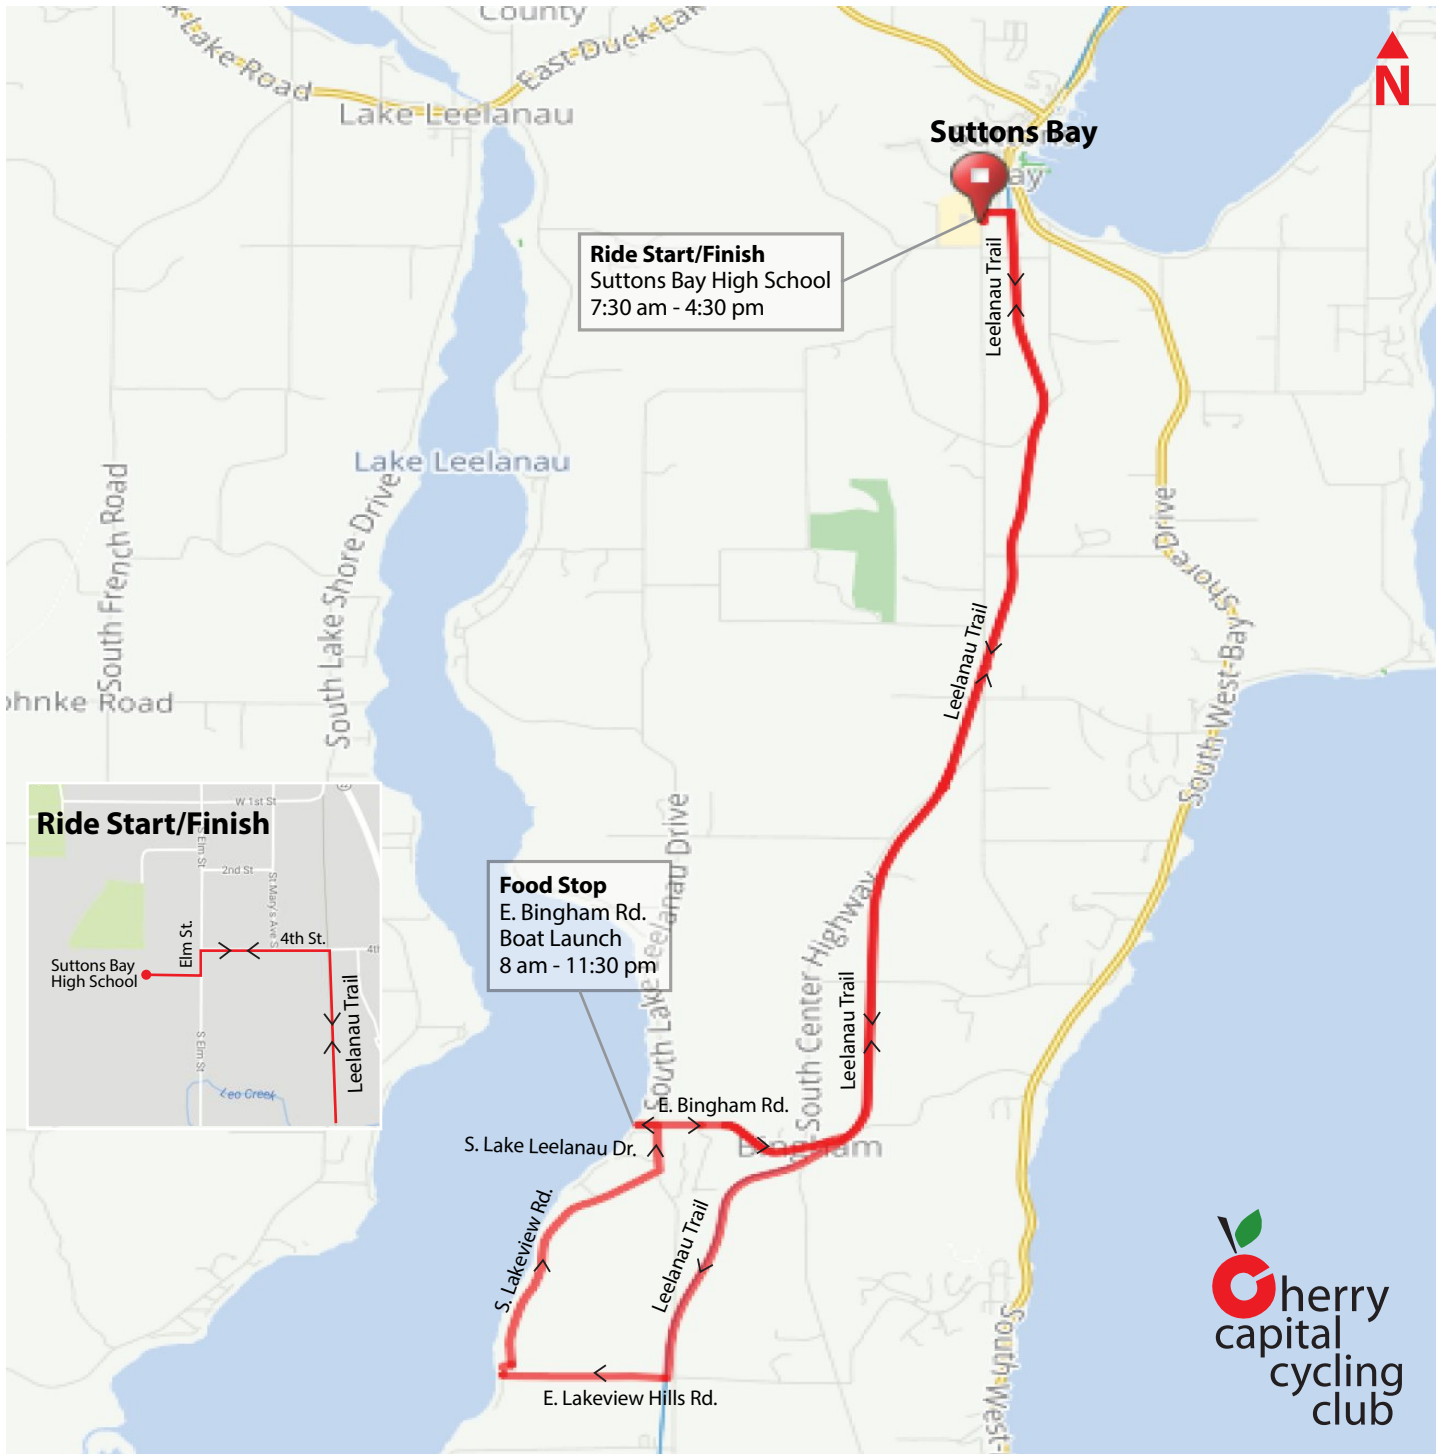 County
East Duck Lak
k Lake Road
Lake Leelanau
N
Suttons Bay
ay
Ride Start/Finish
Suttons Bay High School
7:30 am - 4:30 pm
Leelanau Trail
Lake Leelanau
South French Road
South Lake Shore Drive
South West-Bay Shore Drive
Leelanau Trail
ohnke Road
Ride Start/Finish
W 1st St
S Elm St
2nd St
St Mary's Ave S
Elm St.
4th St.
4th
Suttons Bay
High School
Leelanau Trail
S Elm St
Leo Creek
South Lake Leelanau Drive
Food Stop
E. Bingham Rd.
Boat Launch
8 am - 11:30 pm
South Center Highway
Leelanau Trail
E. Bingham Rd.
Bingham
S. Lake Leelanau Dr.
S. Lakeview Rd.
Leelanau Trail
E. Lakeview Hills Rd.
South West-
cherry
capital
cycling
club